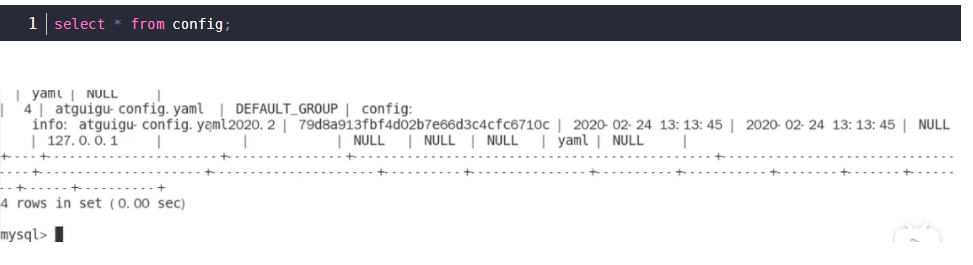 1 select * from config;
| yaml | NULL |
| 4 | atguigu-config.yaml | DEFAULT_GROUP | config:
info: atguigu-config.yaml2020.2 | 79d8a913fbf4d02b7e66d3c4cfc6710c | 2020-02-24 13:13:45 | 2020-02-24 13:13:45 | NULL
| 127.0.0.1 | | | NULL | NULL | NULL | yaml | NULL |
4 rows in set (0.00 sec)
mysql>